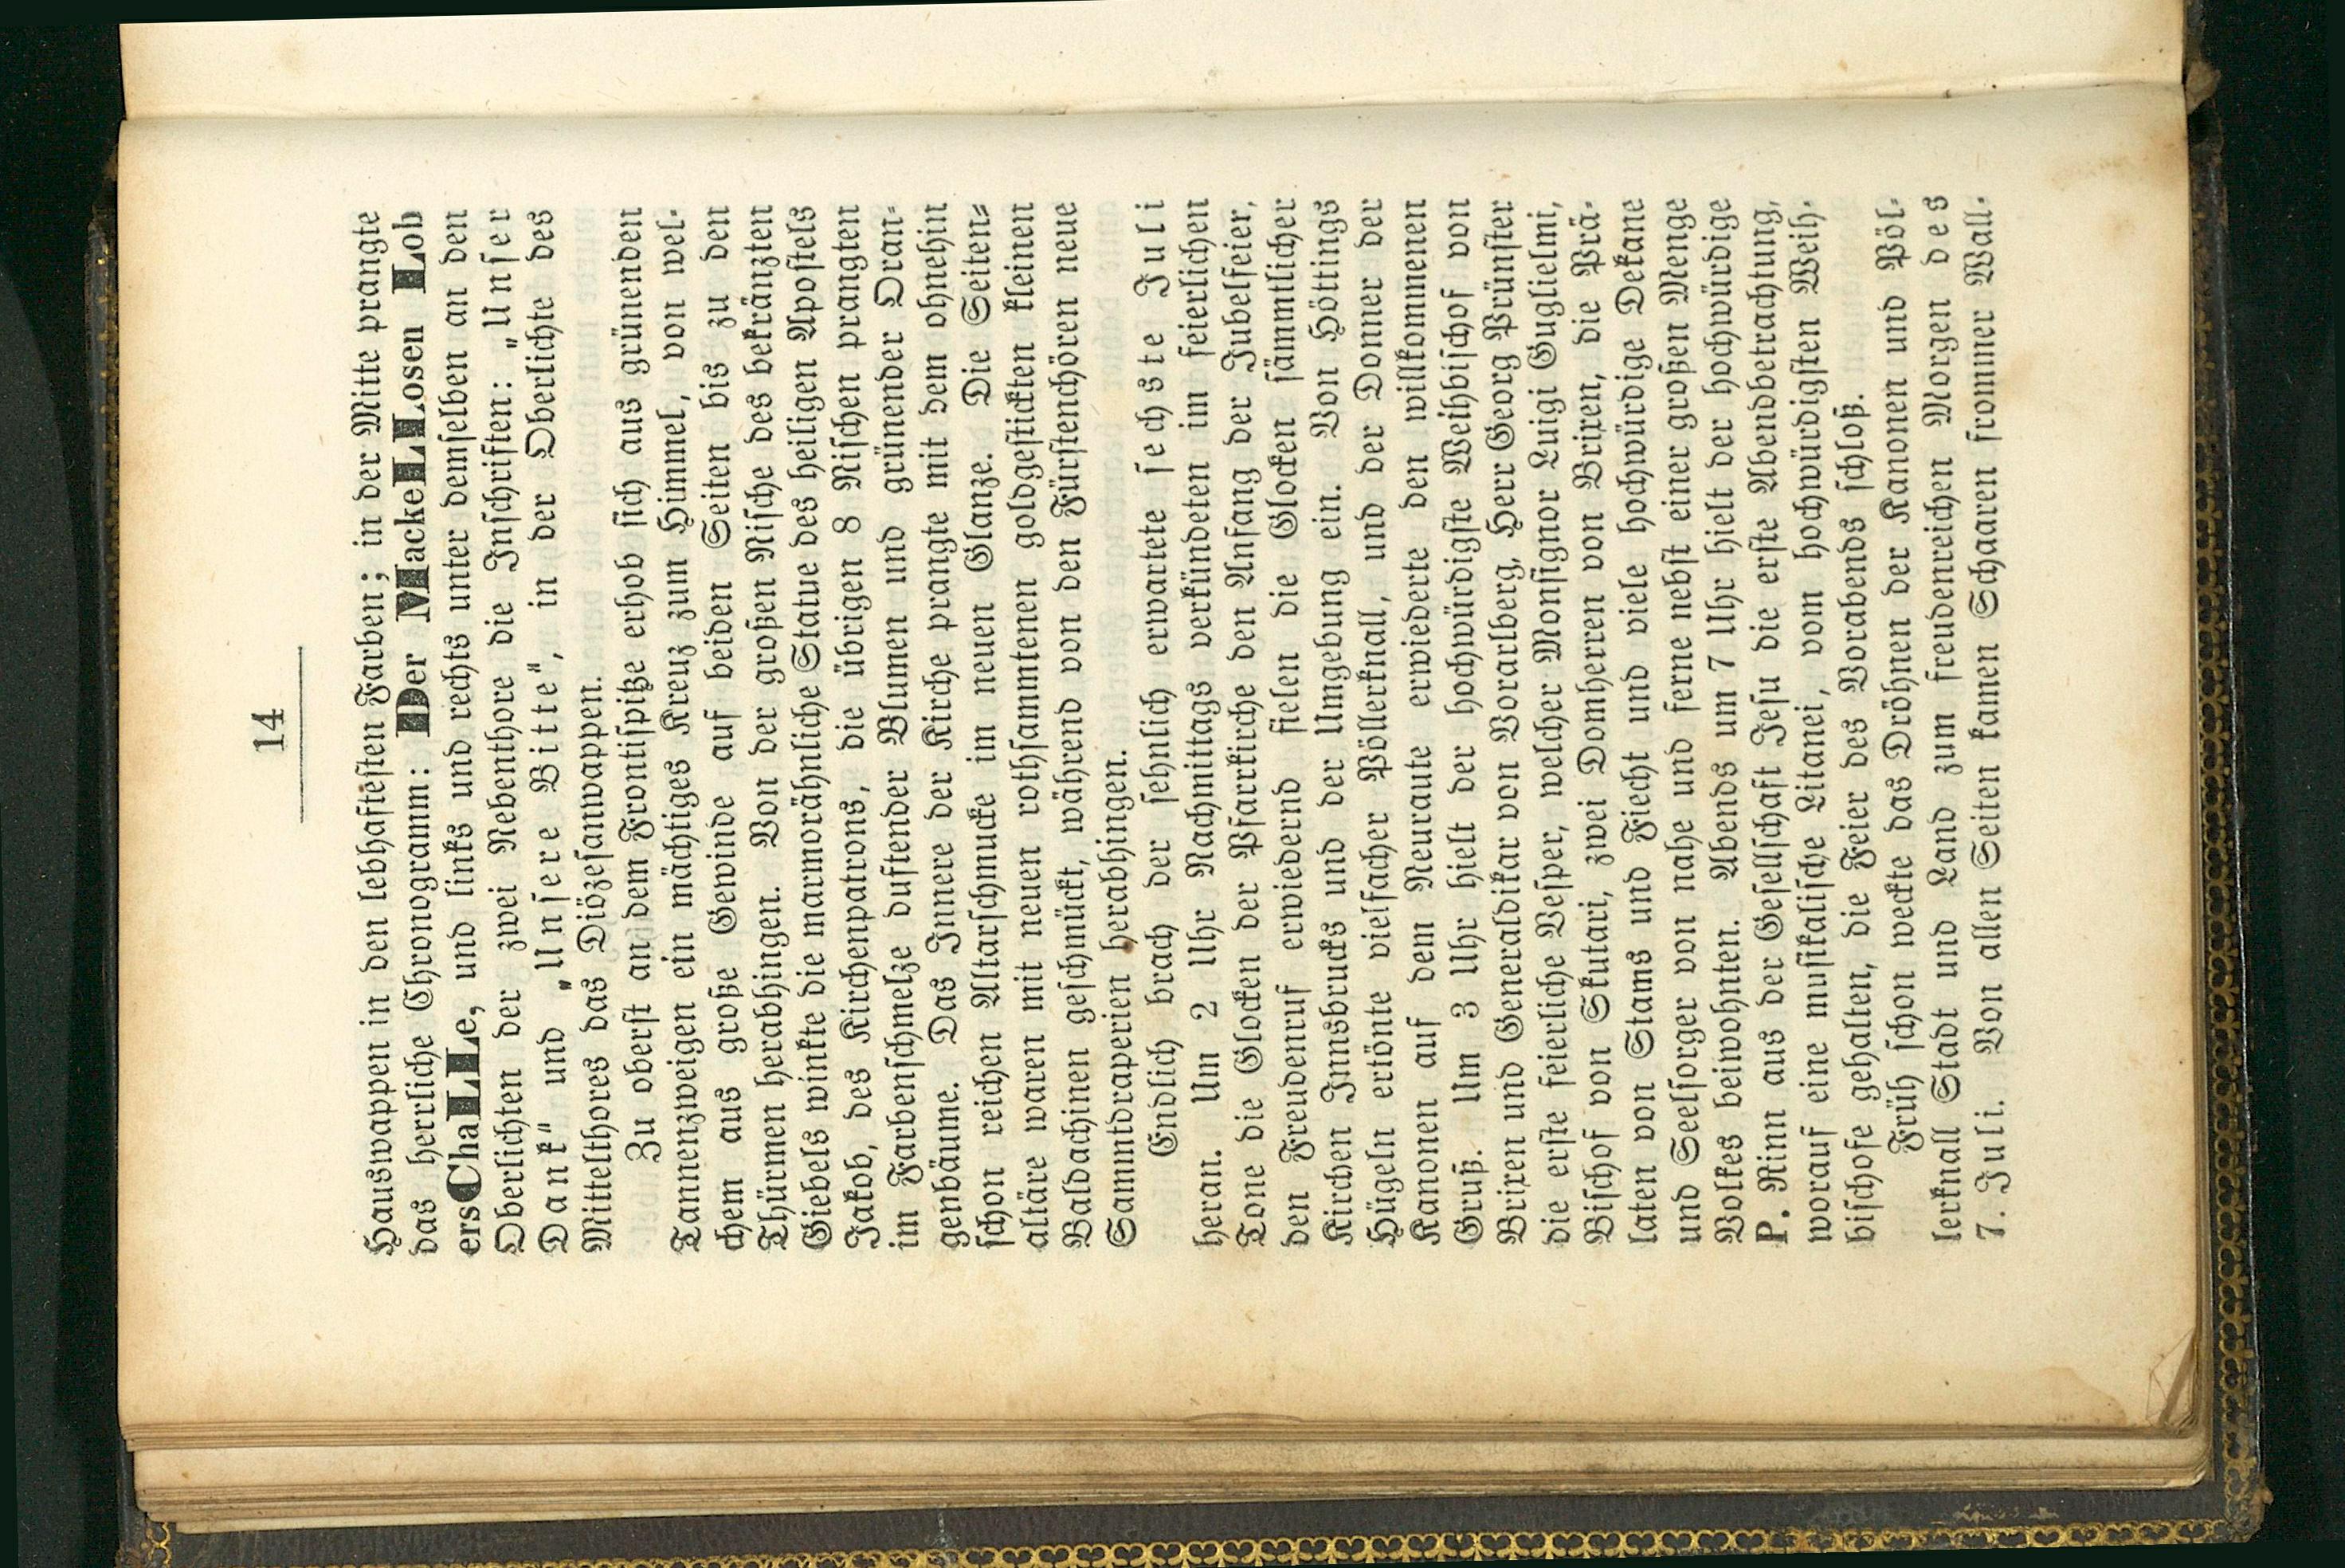 14
Hauswappen in den lebhaftesten Farben; in der Mitte prangte
das herrliche Chronogramm: Der MackeLLosen Lob
ersChaLLe, und links und rechts unter demselben an den
Oberlichten der zwei Nebenthore die Inschriften: „Unser
Dank" und „Unsere Bitte", in der Oberlichte des
Mittelthores das Diözesanwappen.
Zu oberst an dem Frontispitze erhob sich aus grünenden
Tannenzweigen ein mächtiges Kreuz zum Himmel, von wel-
chem aus große Gewinde auf beiden Seiten bis zu den
Thürmen herabhingen. Von der großen Nische des bekränzten
Giebels winkte die marmorähnliche Statue des heiligen Apostels
Jakob, des Kirchenpatrons, die übrigen 8 Nischen prangten
im Farbenschmelze duftender Blumen und grünender Oran-
genbäume. Das Innere der Kirche prangte mit dem ohnehin
schon reichen Altarschmucke im neuen Glanze. Die Seiten-
altäre waren mit neuen rothsammtenen goldgestickten kleinen
Baldachinen geschmückt, während von den Fürstenchören neue
Sammtdraperien herabhingen.
Endlich brach der sehnlich erwartete sechste Juli
heran. Um 2 Uhr Nachmittags verkündeten im feierlichen
Tone die Glocken der Pfarrkirche den Anfang der Jubelfeier,
den Freudenruf erwiedernd fielen die Glocken sämmtlicher
Kirchen Innsbrucks und der Umgebung ein. Von Höttings
Hügeln ertönte vielfacher Pöllerknall, und der Donner der
Kanonen auf dem Neuraute erwiederte den willkommenen
Gruß. Um 3 Uhr hielt der hochwürdigste Weihbischof von
Brixen und Generaldikar von Vorarlberg, Herr Georg Prünster
die erste feierliche Vesper, welcher Monsignor Luigi Guglielmi,
Bischof von Skutari, zwei Domherren von Brixen, die Prä-
laten von Stams und Fiecht und viele hochwürdige Dekane
und Seelsorger von nahe und ferne nebst einer großen Menge
Volkes beiwohnten. Abends um 7 Uhr hielt der hochwürdige
P. Rinn aus der Gesellschaft Jesu die erste Abendbetrachtung,
worauf eine musikalische Litanei, vom hochwürdigsten Weih-
bischofe gehalten, die Feier des Vorabends schloß.
Früh schon weckte das Dröhnen der Kanonen und Pöl-
lerknall Stadt und Land zum freudenreichen Morgen des
7. Juli. Von allen Seiten kamen Schaaren frommer Wall-